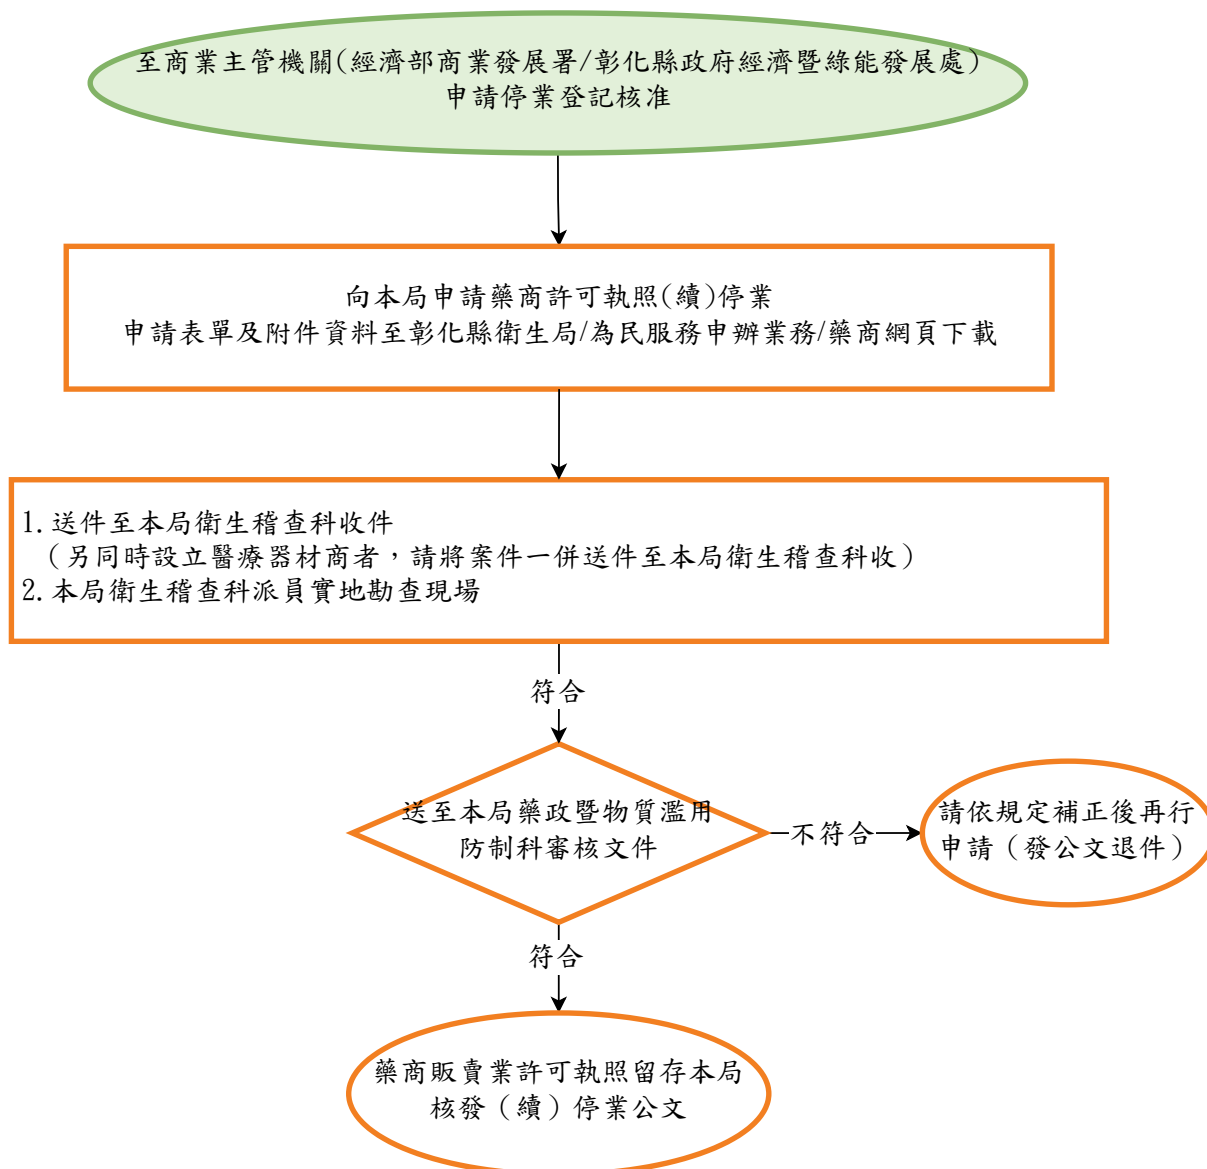 至商業主管機關(經濟部商業發展署/彰化縣政府經濟暨綠能發展處)
申請停業登記核准
向本局申請藥商許可執照(續)停業
申請表單及附件資料至彰化縣衛生局/為民服務申辦業務/藥商網頁下載
1.送件至本局衛生稽查科收件
（另同時設立醫療器材商者，請將案件一併送件至本局衛生稽查科收）
2.本局衛生稽查科派員實地勘查現場
符合
送至本局藥政暨物質濫用
防制科審核文件
不符合
請依規定補正後再行
申請（發公文退件）
符合
藥商販賣業許可執照留存本局
核發（續）停業公文